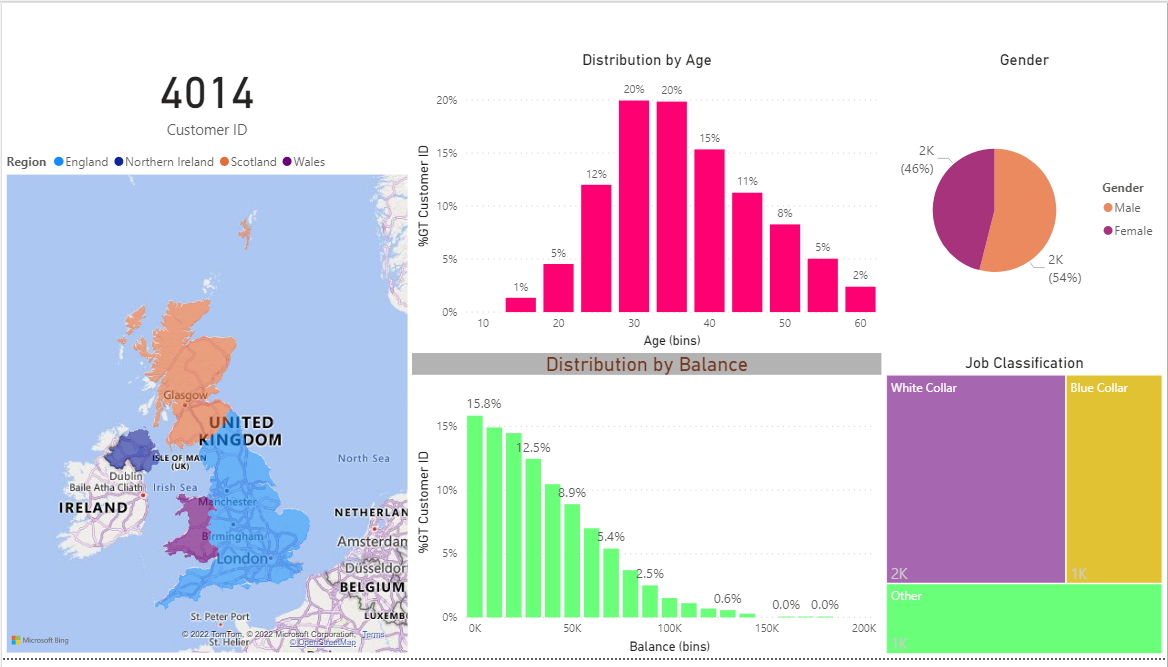 4014
Customer ID
Region England Northern Ireland Scotland Wales
Glasgow
UNITED
KINGDOM
ISLE OF MAN
(UK)
North Sea
Dublin
Baile Átha Cliath
Irish Sea
IRELAND
Manchester
Birmingham
London
NETHERLAN
Amsterdam
Düsseldor
BELGIUM
LUXEMB
St. Peter Port
St. Helier
Microsoft Bing
© 2022 TomTom, © 2022 Microsoft Corporation, Terms
© OpenStreetMap
Distribution by Age
%GT Customer ID
20%
15%
10%
5%
0%
1%
5%
12%
20%
20%
15%
11%
8%
5%
2%
10 20 30 40 50 60
Age (bins)
Distribution by Balance
%GT Customer ID
15%
10%
5%
0%
15.8%
12.5%
8.9%
5.4%
2.5%
0.6%
0.0%
0.0%
0K 50K 100K 150K 200K
Balance (bins)
Gender
2K
(46%)
2K
(54%)
Gender
Male
Female
Job Classification
White Collar
2K
Blue Collar
1K
Other
1K